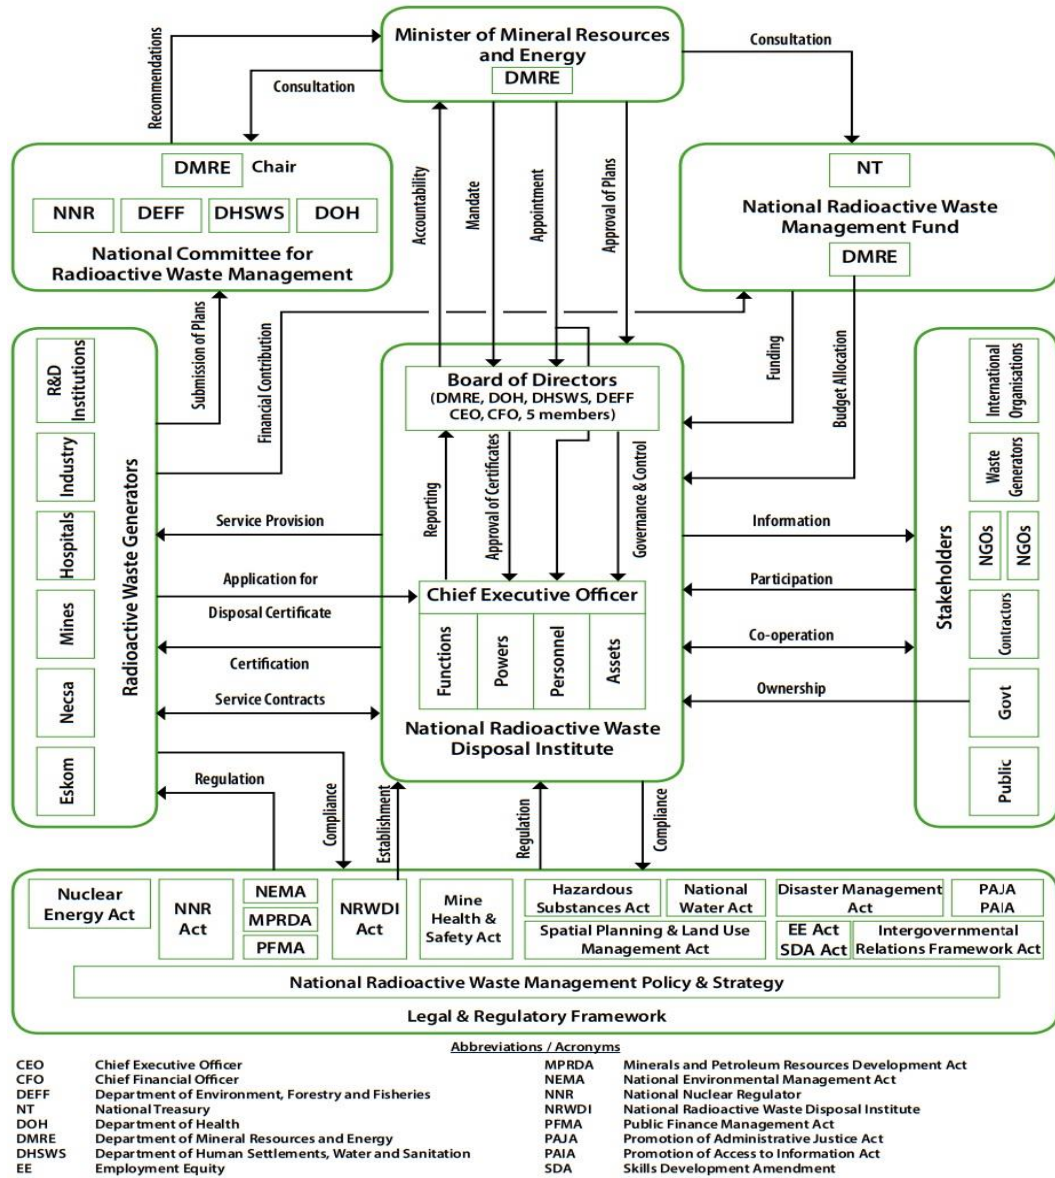 Minister of Mineral Resources
and Energy
DMRE
Recommendations
Consultation
Consultation
DMRE Chair
NNR DEFF DHSWS DOH
National Committee for
Radioactive Waste Management
Accountability
Mandate
Appointment
Approval of Plans
NT
National Radioactive Waste
Management Fund
DMRE
Submission of Plans
Financial Contribution
Funding
Budget Allocation
Radioactive Waste Generators
R&D
Institutions
Industry
Hospitals
Mines
Necsa
Eskom
Board of Directors
(DMRE, DOH, DHSWS, DEFF
CEO, CFO, 5 members)
Reporting
Approval of Certificates
Governance & Control
Chief Executive Officer
Functions
Powers
Personnel
Assets
National Radioactive Waste
Disposal Institute
Service Provision
Application for
Disposal Certificate
Certification
Service Contracts
Regulation
Compliance
Establishment
Regulation
Compliance
Information
Participation
Co-operation
Ownership
Stakeholders
International
Organisations
Waste
Generators
NGOs
NGOs
Contractors
Govt
Public
Nuclear
Energy Act
NNR
Act
NEMA
MPRDA
PFMA
NRWDI
Act
Mine
Health &
Safety Act
Hazardous
Substances Act
National
Water Act
Spatial Planning & Land Use
Management Act
Disaster Management
Act
PAJA
PAIA
EE Act
SDA Act
Intergovernmental
Relations Framework Act
National Radioactive Waste Management Policy & Strategy
Legal & Regulatory Framework
Abbreviations / Acronyms
CEO Chief Executive Officer
CFO Chief Financial Officer
DEFF Department of Environment, Forestry and Fisheries
NT National Treasury
DOH Department of Health
DMRE Department of Mineral Resources and Energy
DHSWS Department of Human Settlements, Water and Sanitation
EE Employment Equity
MPRDA Minerals and Petroleum Resources Development Act
NEMA National Environmental Management Act
NNR National Nuclear Regulator
NRWDI National Radioactive Waste Disposal Institute
PFMA Public Finance Management Act
PAJA Promotion of Administrative Justice Act
PAIA Promotion of Access to Information Act
SDA Skills Development Amendment